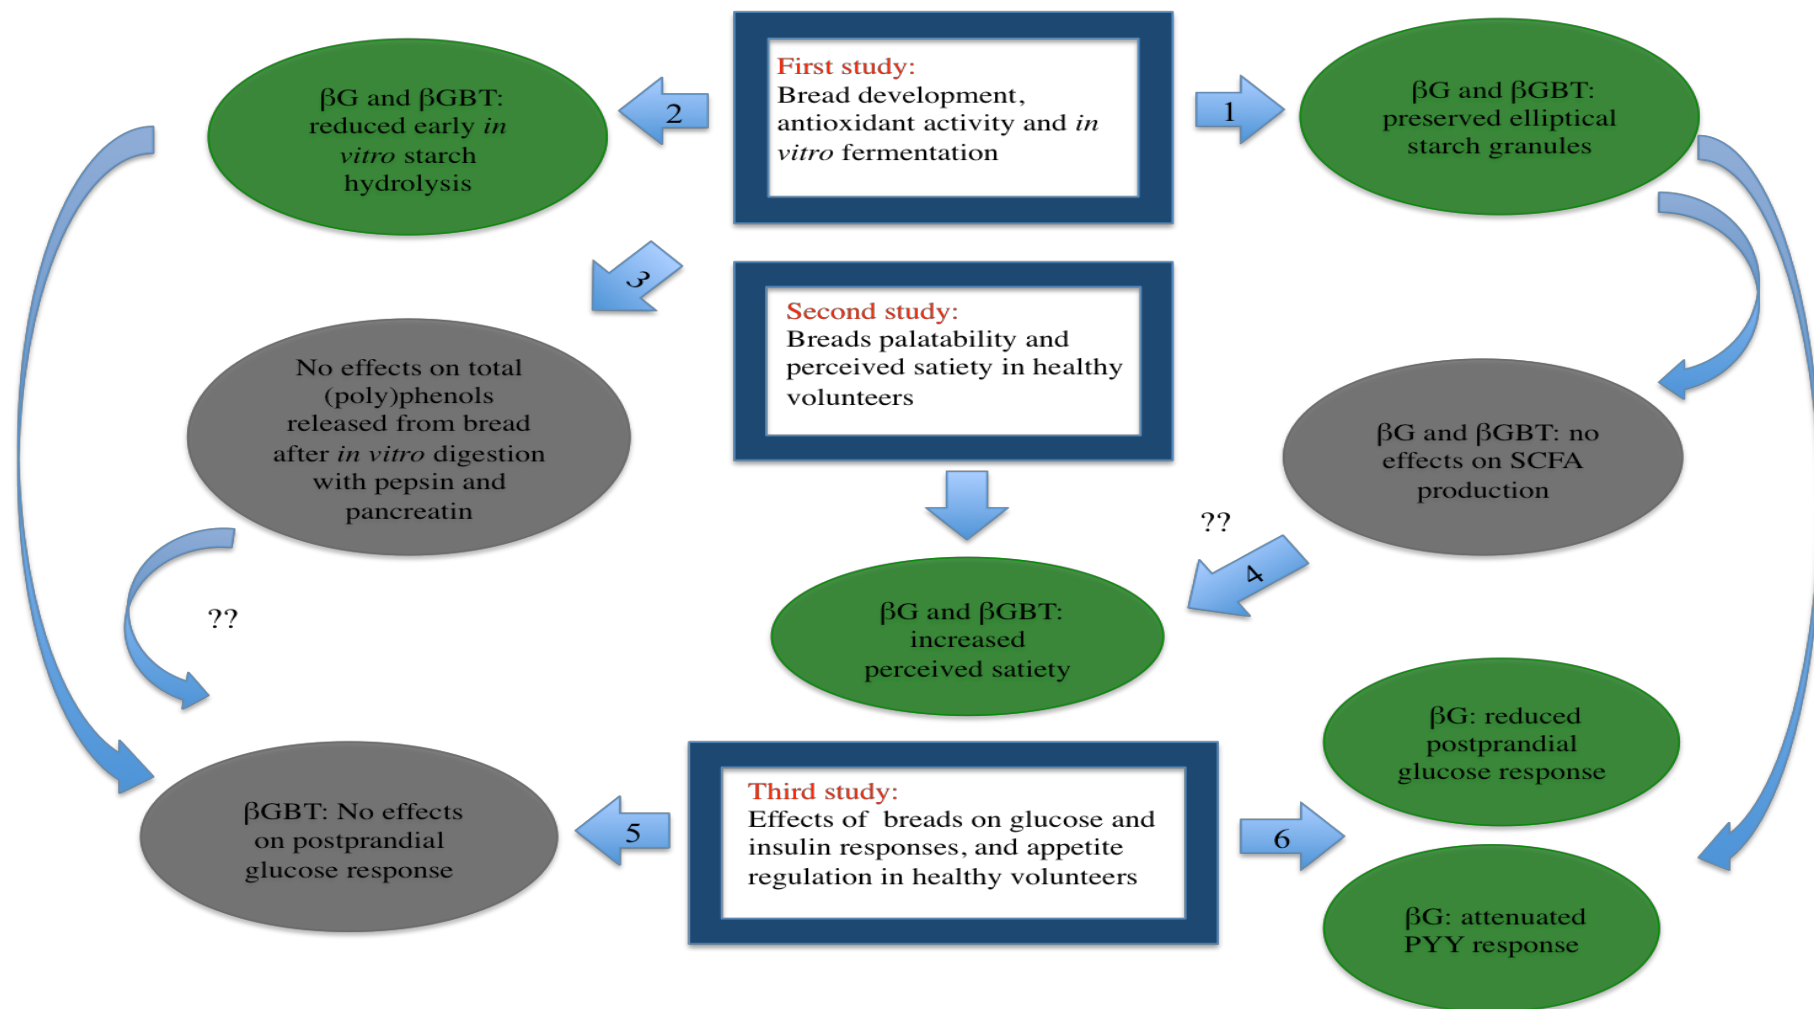 First study:
Bread development,
antioxidant activity and in
vitro fermentation
2
1
βG and βGBT:
reduced early in
vitro starch
hydrolysis
βG and βGBT:
preserved elliptical
starch granules
3
Second study:
Breads palatability and
perceived satiety in healthy
volunteers
No effects on total
(poly)phenols
released from bread
after in vitro digestion
with pepsin and
pancreatin
βG and βGBT: no
effects on SCFA
production
??
4
??
βG and βGBT:
increased
perceived satiety
βG: reduced
postprandial
glucose response
Third study:
Effects of breads on glucose and
insulin responses, and appetite
regulation in healthy volunteers
5
6
βGBT: No effects
on postprandial
glucose response
βG: attenuated
PYY response